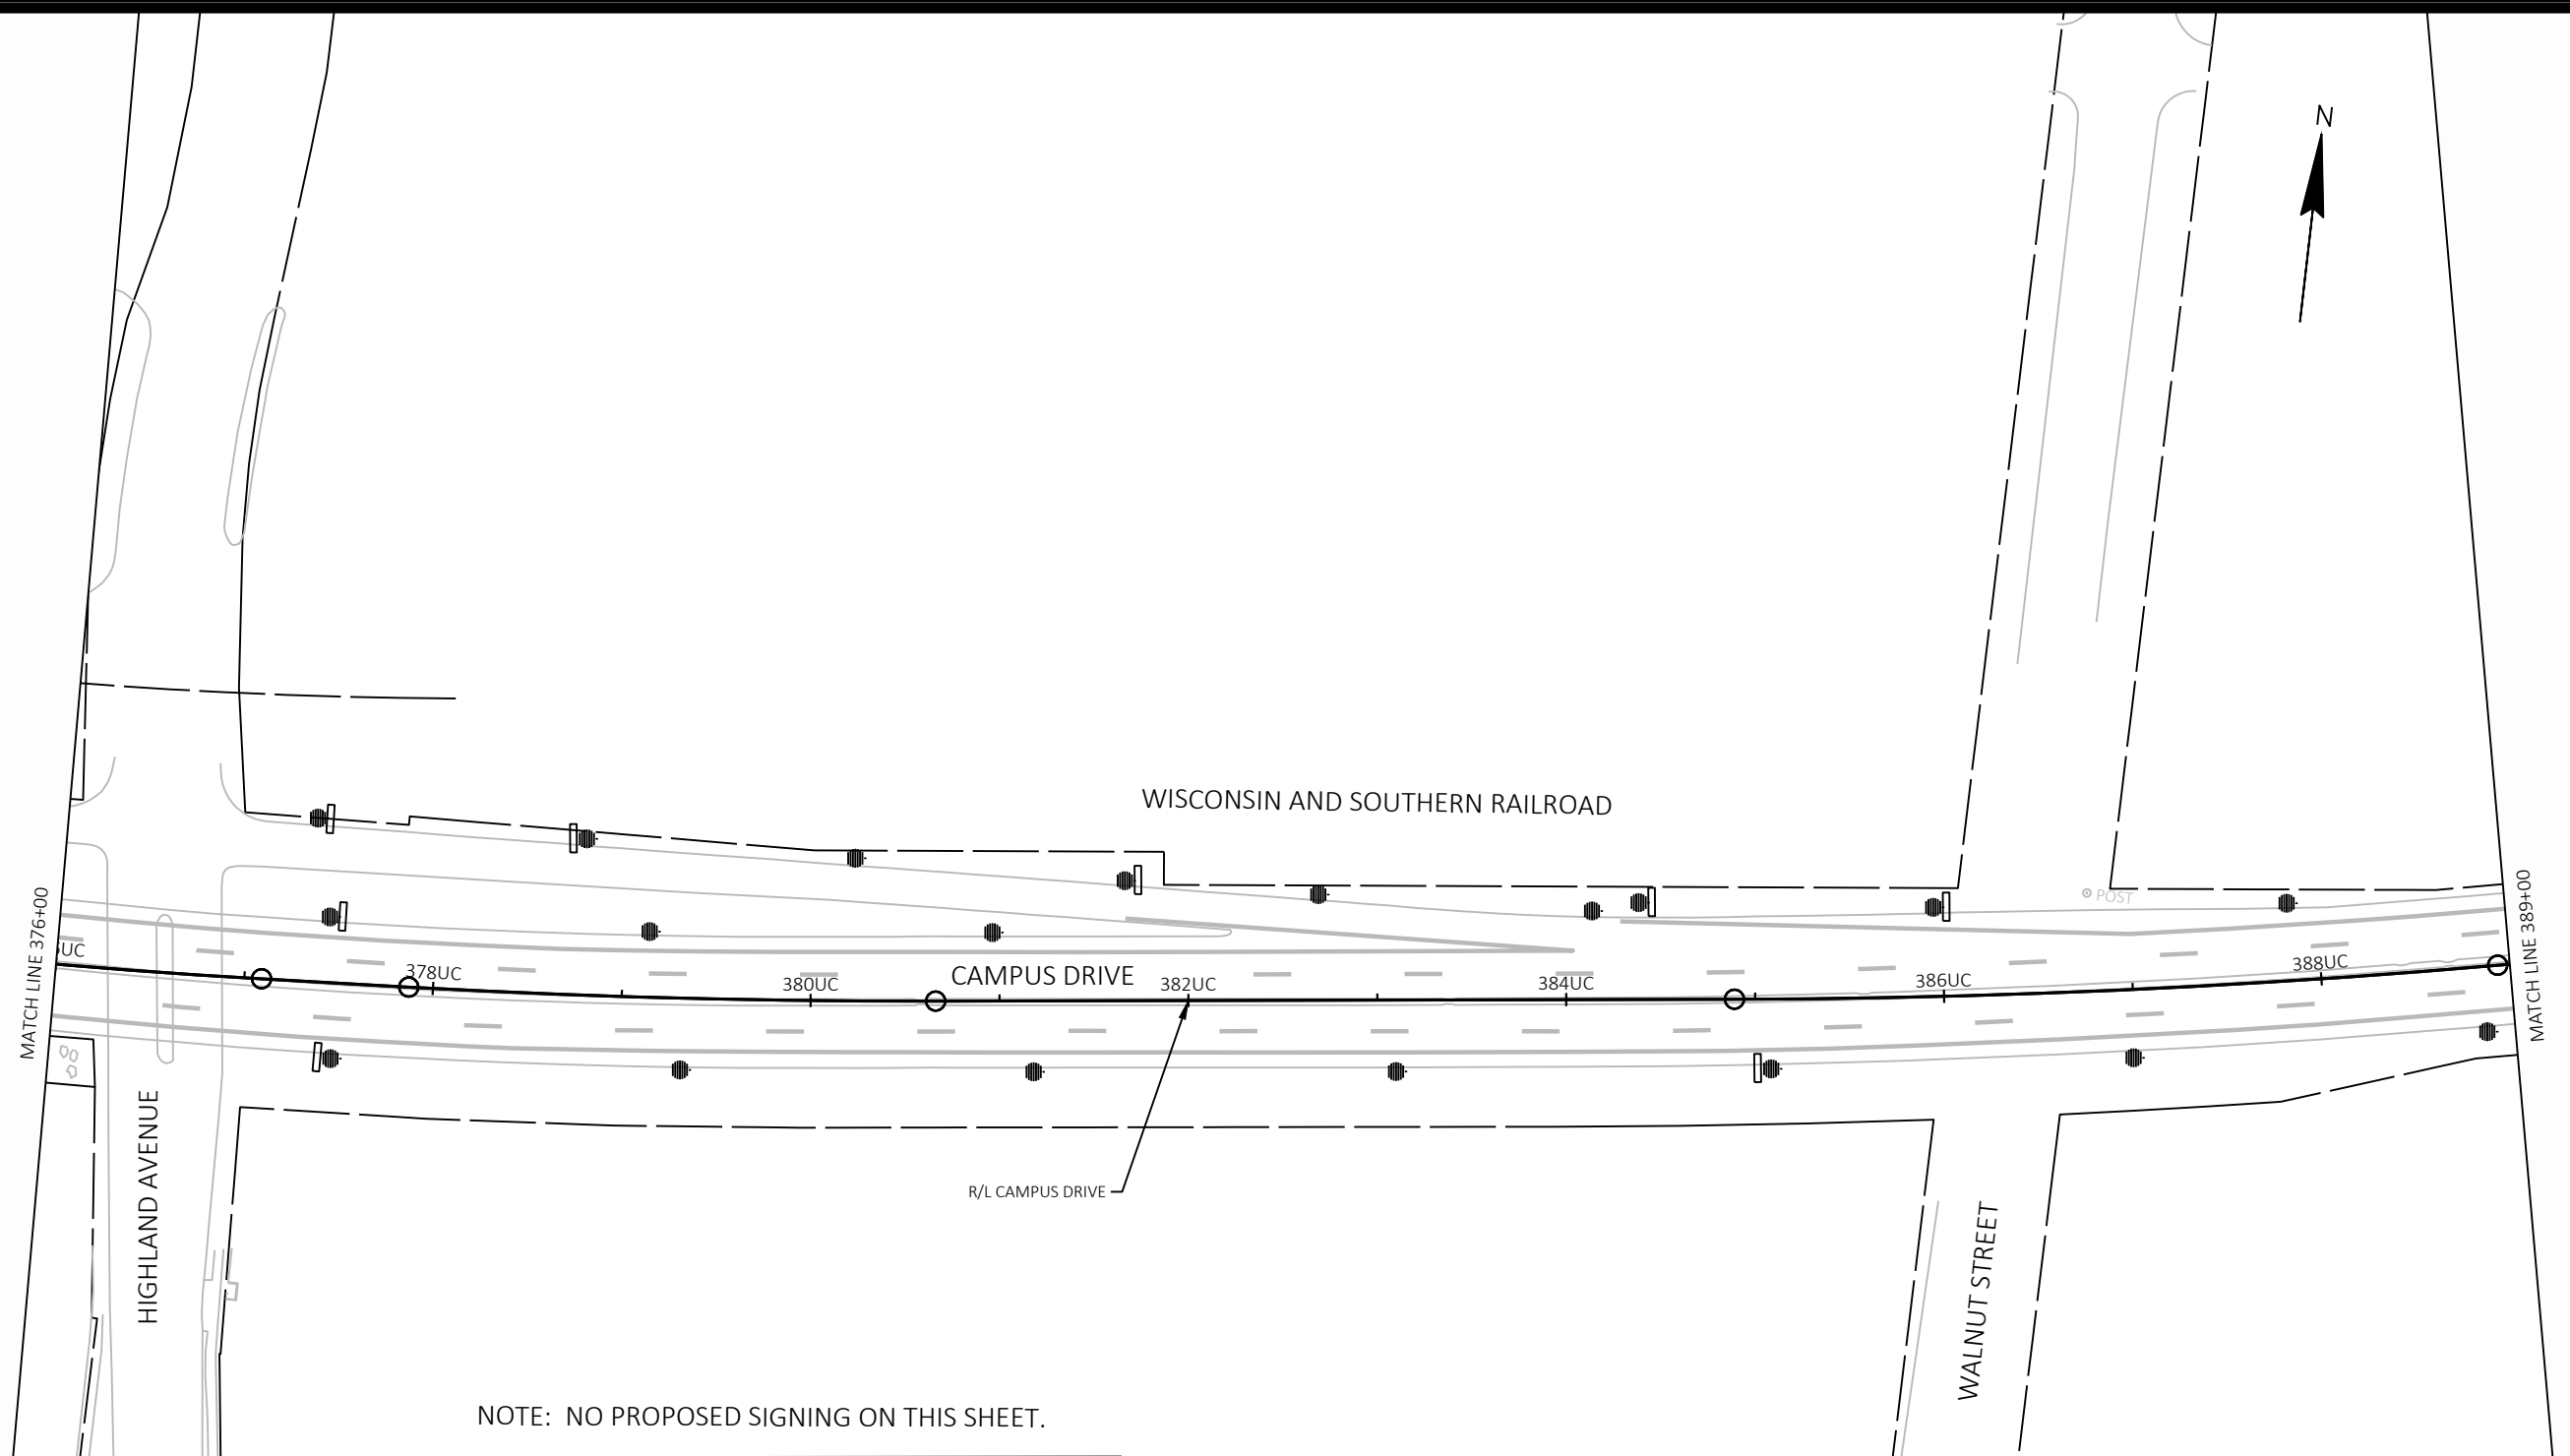 N
WISCONSIN AND SOUTHERN RAILROAD
POST
MATCH LINE 376+00
UC
378UC
380UC
CAMPUS DRIVE
382UC
384UC
386UC
388UC
MATCH LINE 389+00
R/L CAMPUS DRIVE
HIGHLAND AVENUE
WALNUT STREET
NOTE: NO PROPOSED SIGNING ON THIS SHEET.